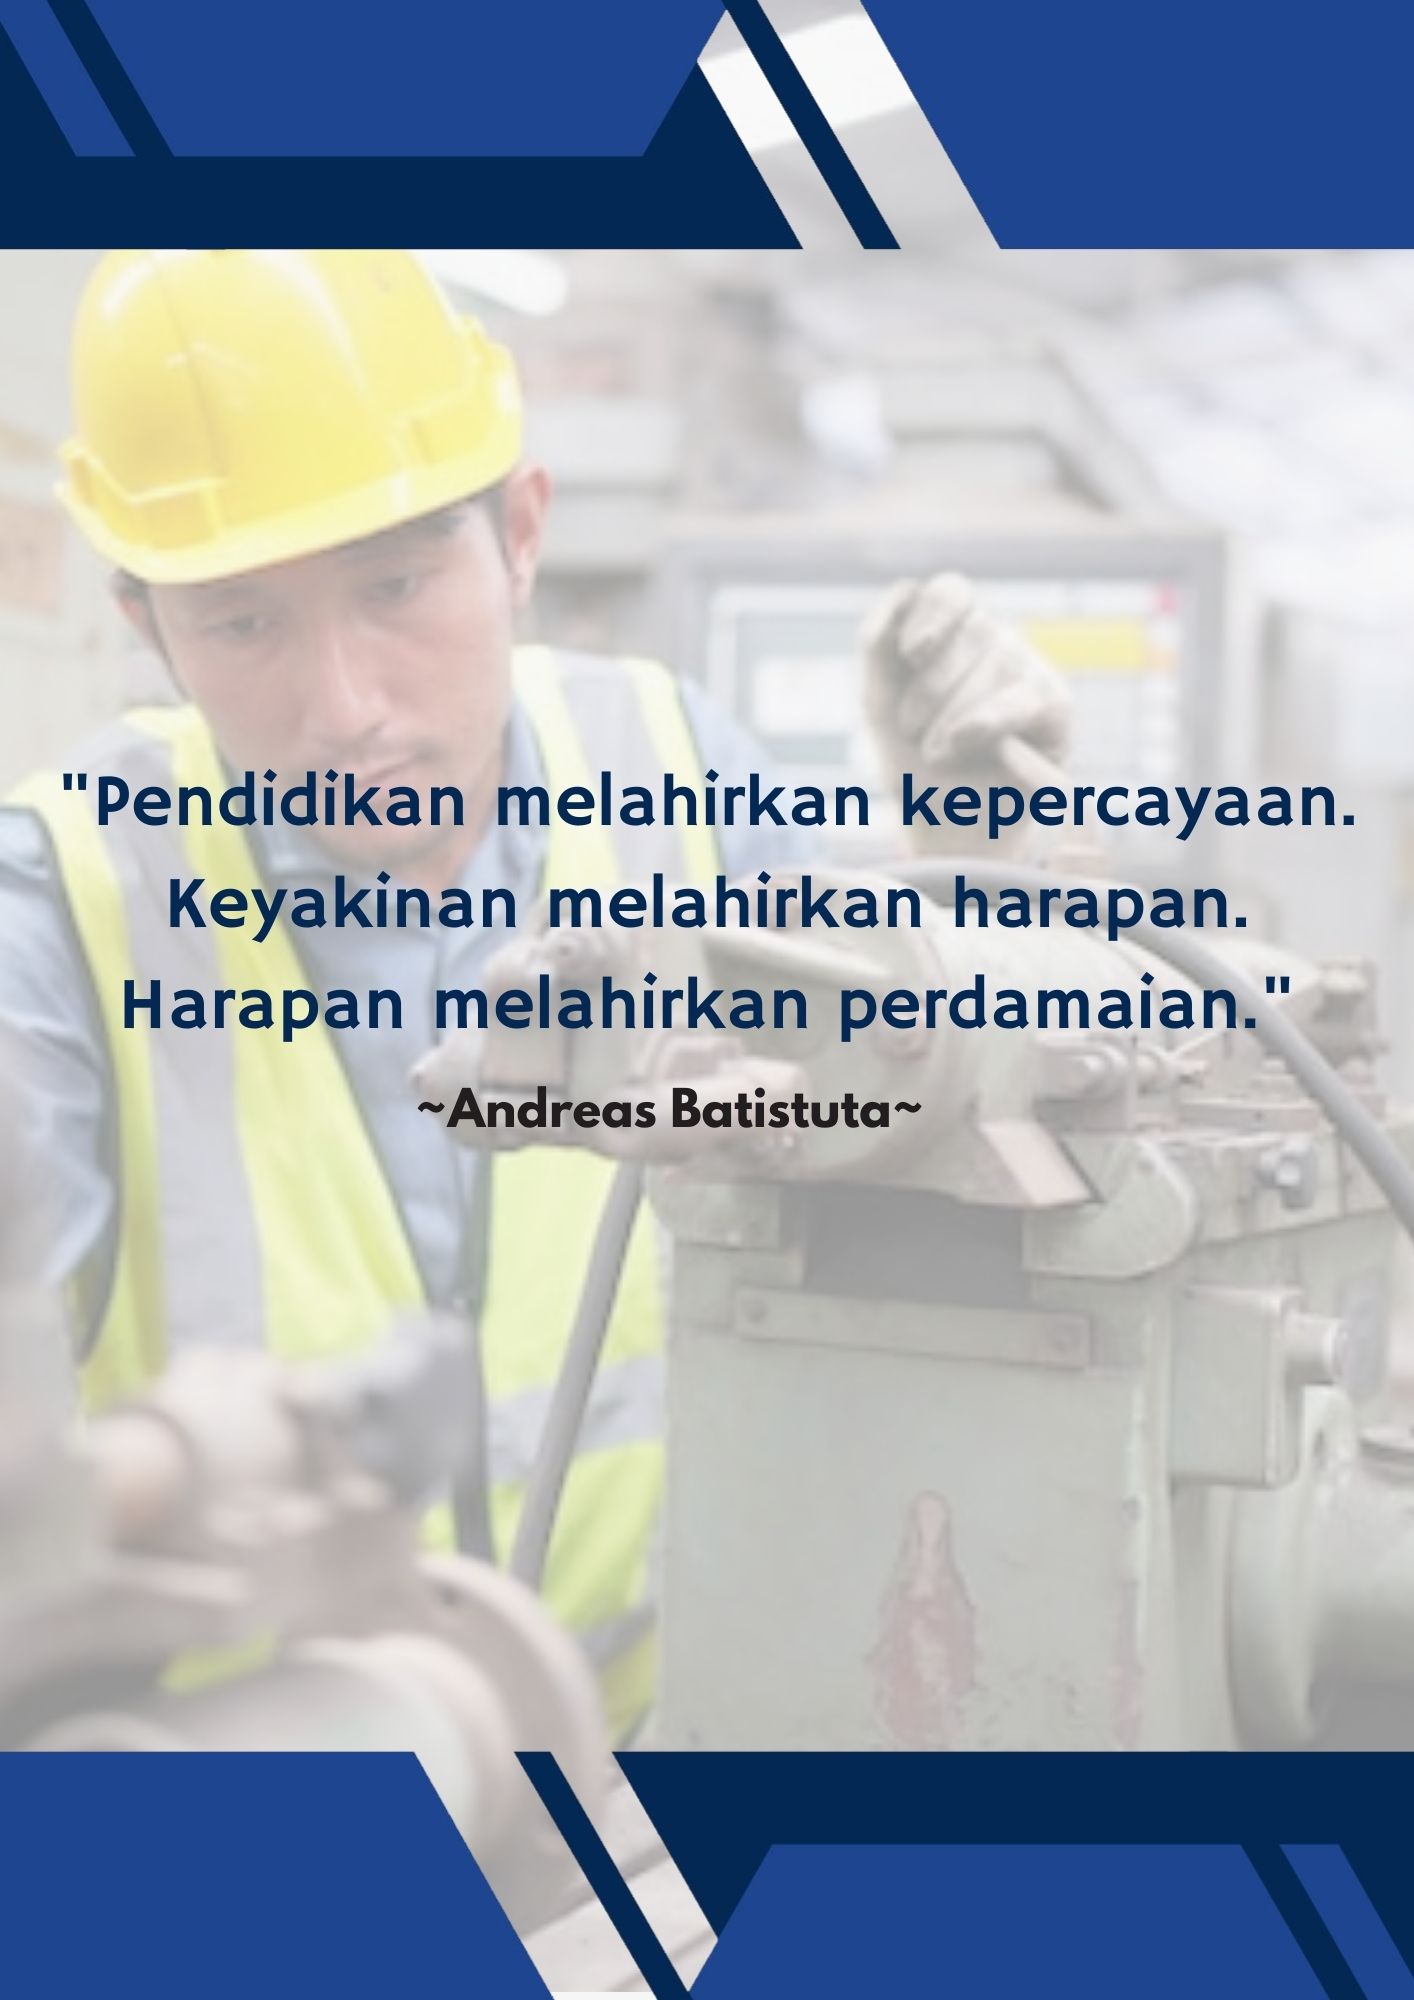 "Pendidikan melahirkan kepercayaan.
Keyakinan melahirkan harapan.
Harapan melahirkan perdamaian."
~Andreas Batistuta~